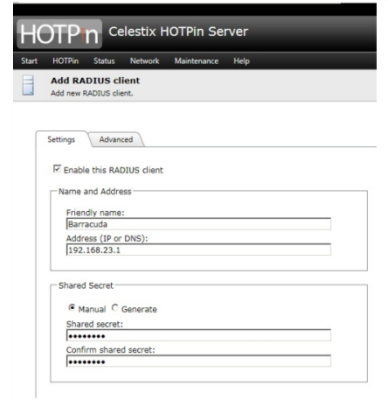 HOTPin Celestix HOTPin Server
Start HOTPin Status Network Maintenance Help
Add RADIUS client
Add new RADIUS client.
Settings Advanced
Enable this RADIUS client
Name and Address
Friendly name:
Barracuda
Address (IP or DNS):
192.168.23.1
Shared Secret
Manual Generate
Shared secret:
••••••••
Confirm shared secret:
••••••••